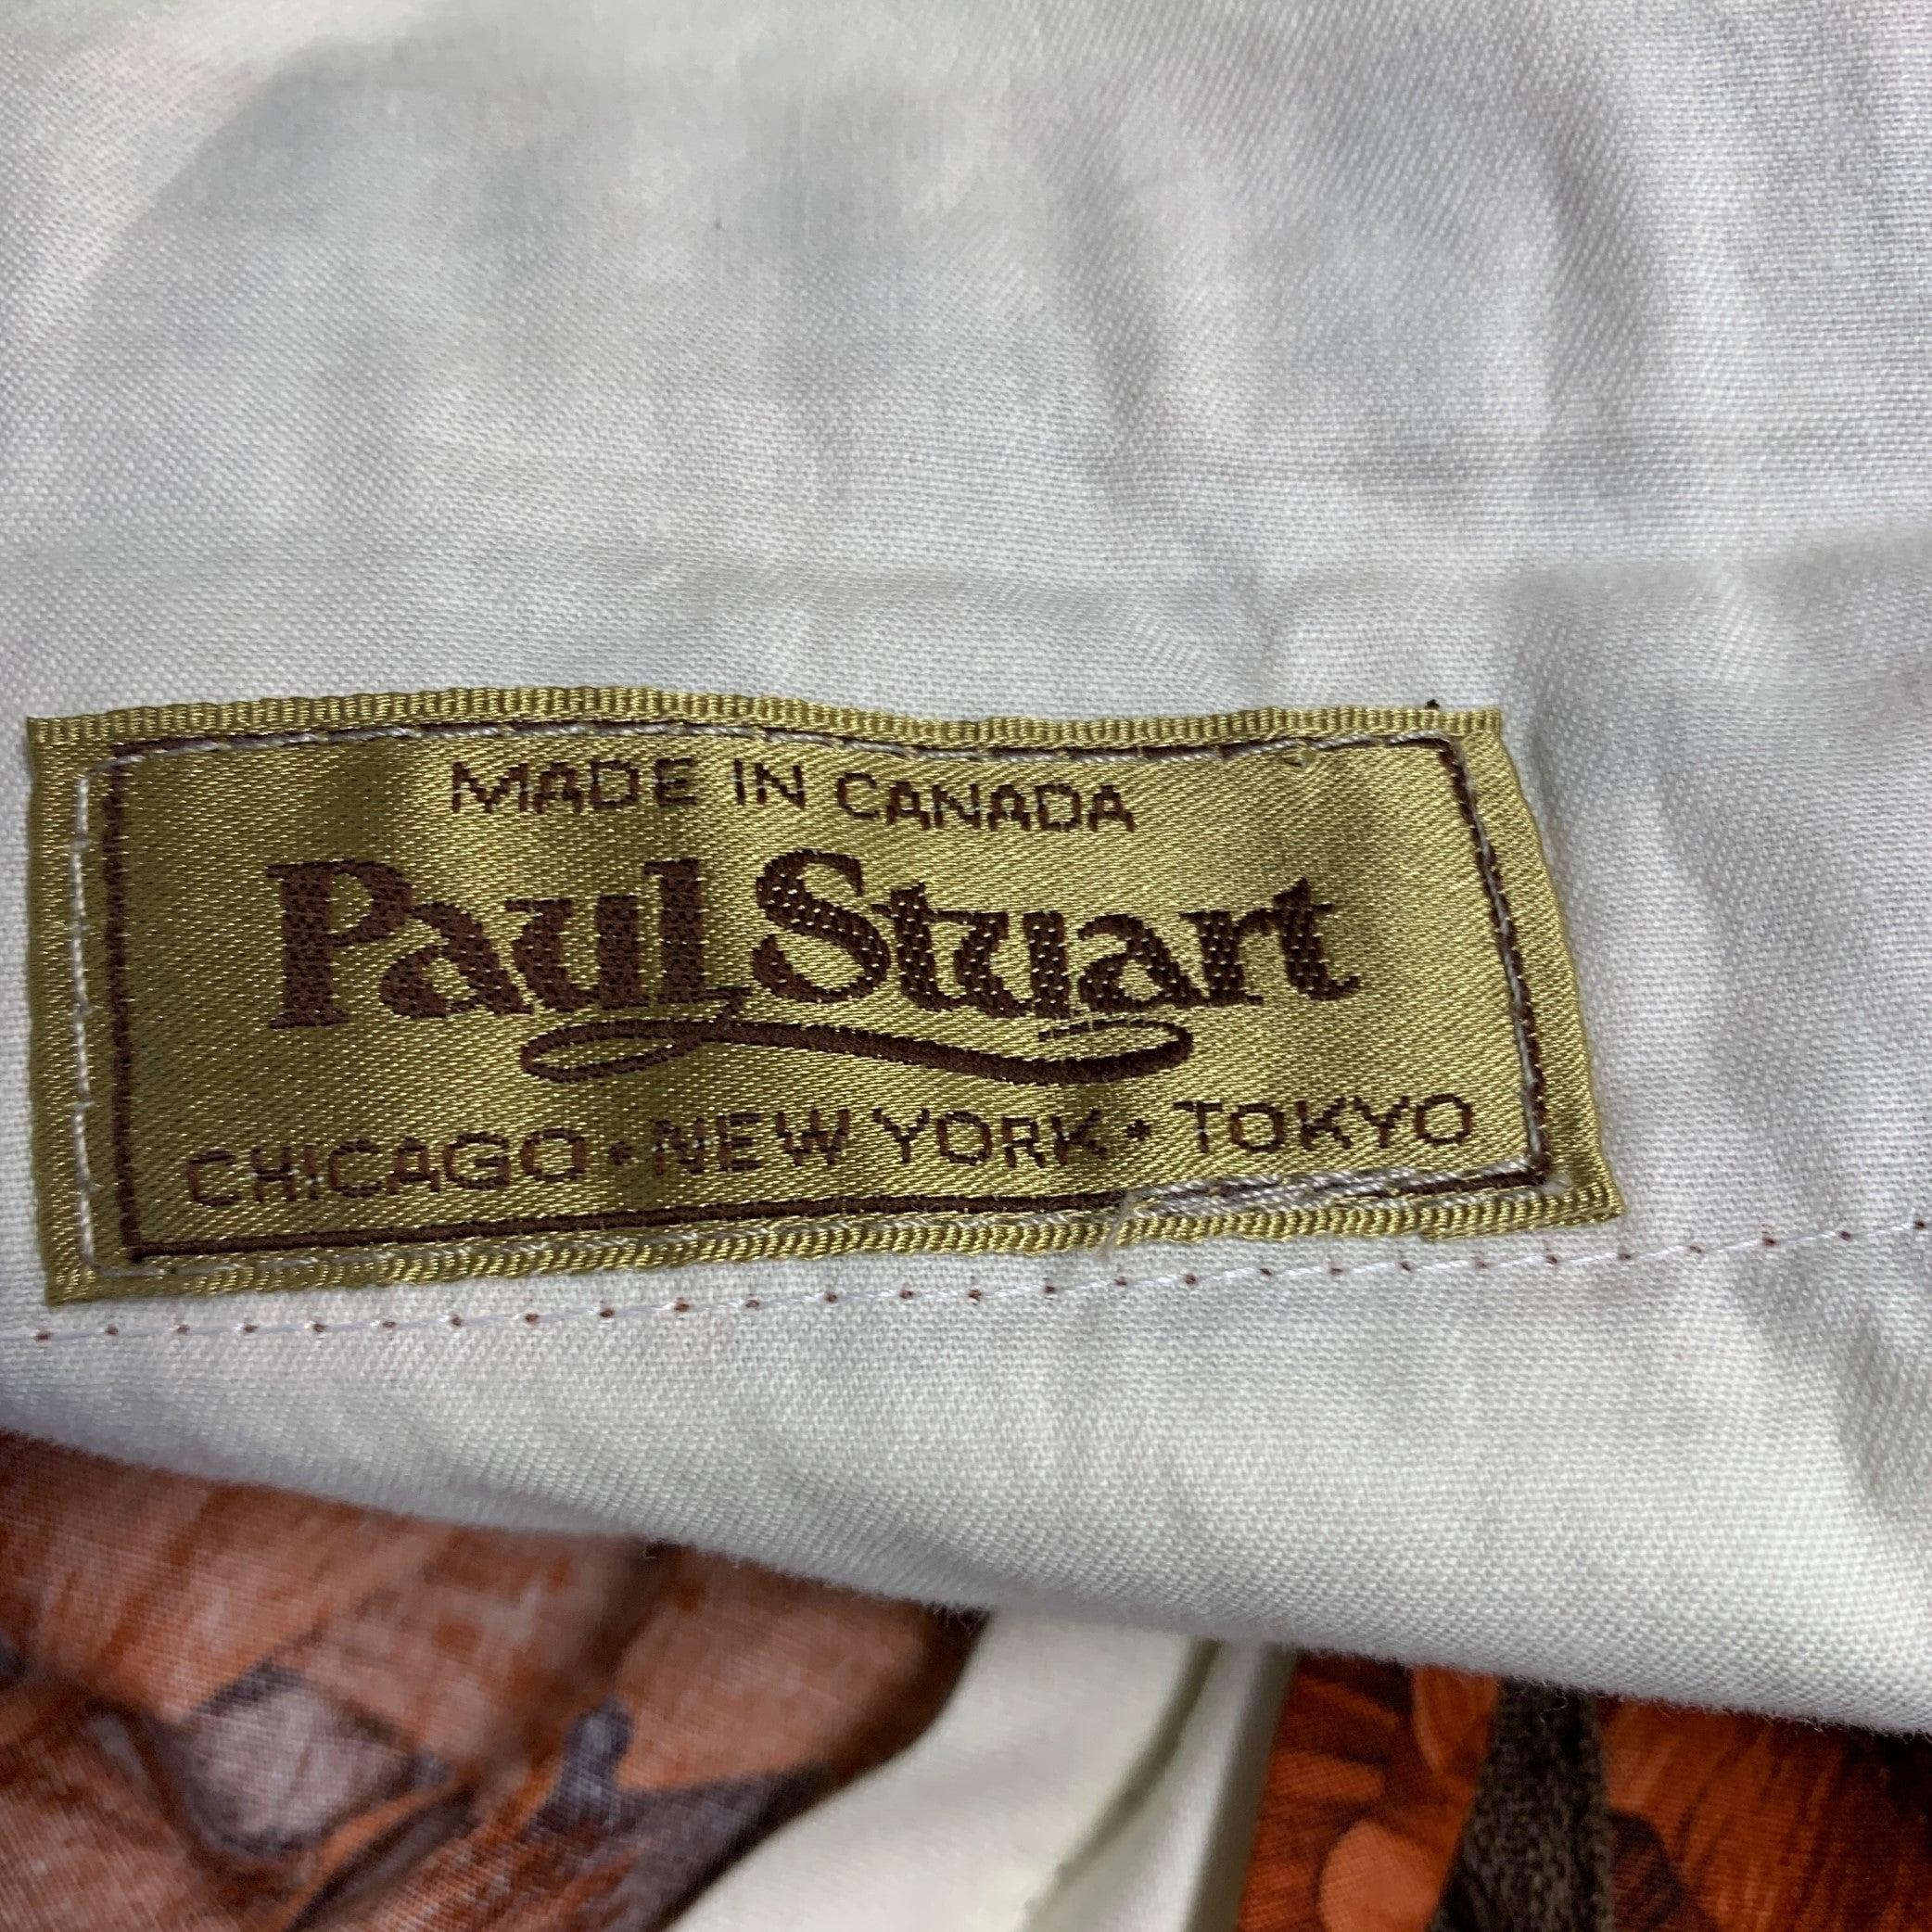 MADE IN CANADA
Paul Stuart
CHICAGO • NEW YORK • TOKYO